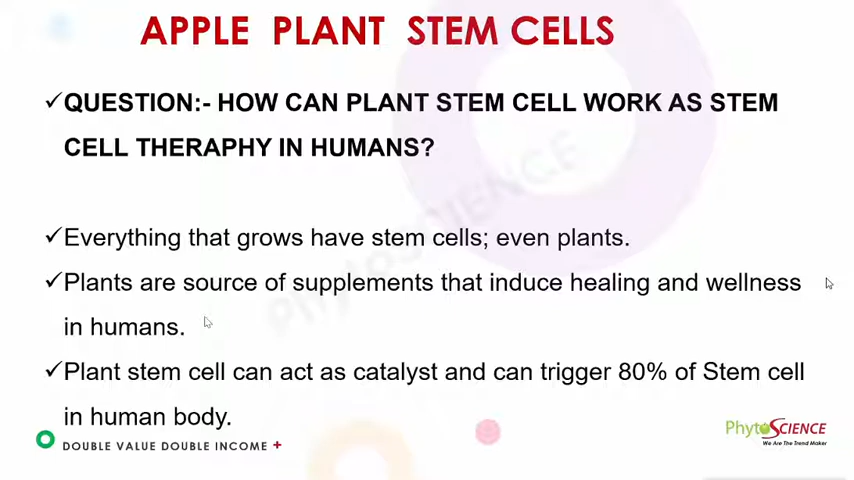 APPLE PLANT STEM CELLS
✓QUESTION:- HOW CAN PLANT STEM CELL WORK AS STEM
CELL THERAPHY IN HUMANS?
✓Everything that grows have stem cells; even plants.
✓Plants are source of supplements that induce healing and wellness
in humans.
✓Plant stem cell can act as catalyst and can trigger 80% of Stem cell
in human body.
PhytoSCIENCE
DOUBLE VALUE DOUBLE INCOME +
PhytoSCIENCE
We Are The Trend Maker